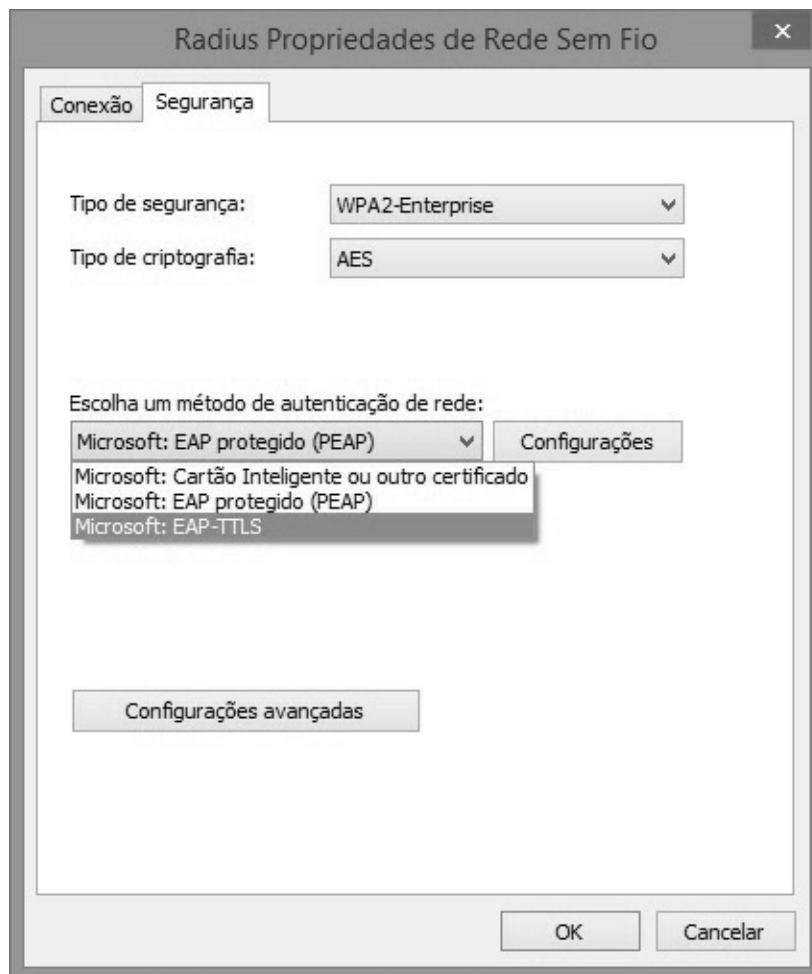 Radius Propriedades de Rede Sem Fio
Conexão
Segurança
Tipo de segurança:
WPA2-Enterprise
Tipo de criptografia:
AES
Escolha um método de autenticação de rede:
Microsoft: EAP protegido (PEAP)
Configurações
Microsoft: Cartão Inteligente ou outro certificado
Microsoft: EAP protegido (PEAP)
Microsoft: EAP-TTLS
Configurações avançadas
OK
Cancelar